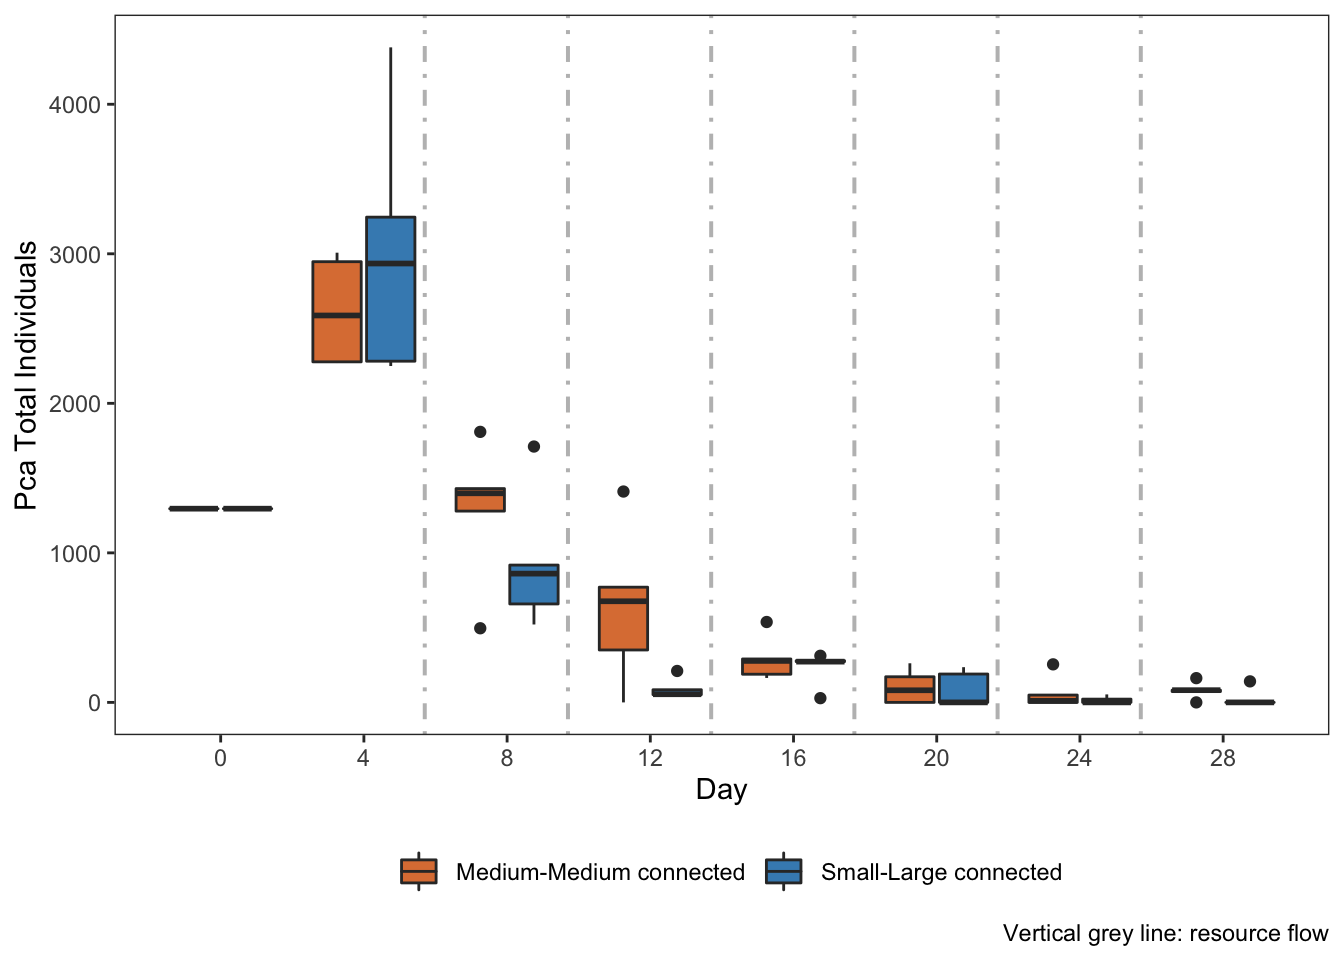 Pca Total Individuals
4000
3000
2000
1000
0
0 4 8 12 16 20 24 28
Day
Medium-Medium connected Small-Large connected
Vertical grey line: resource flow